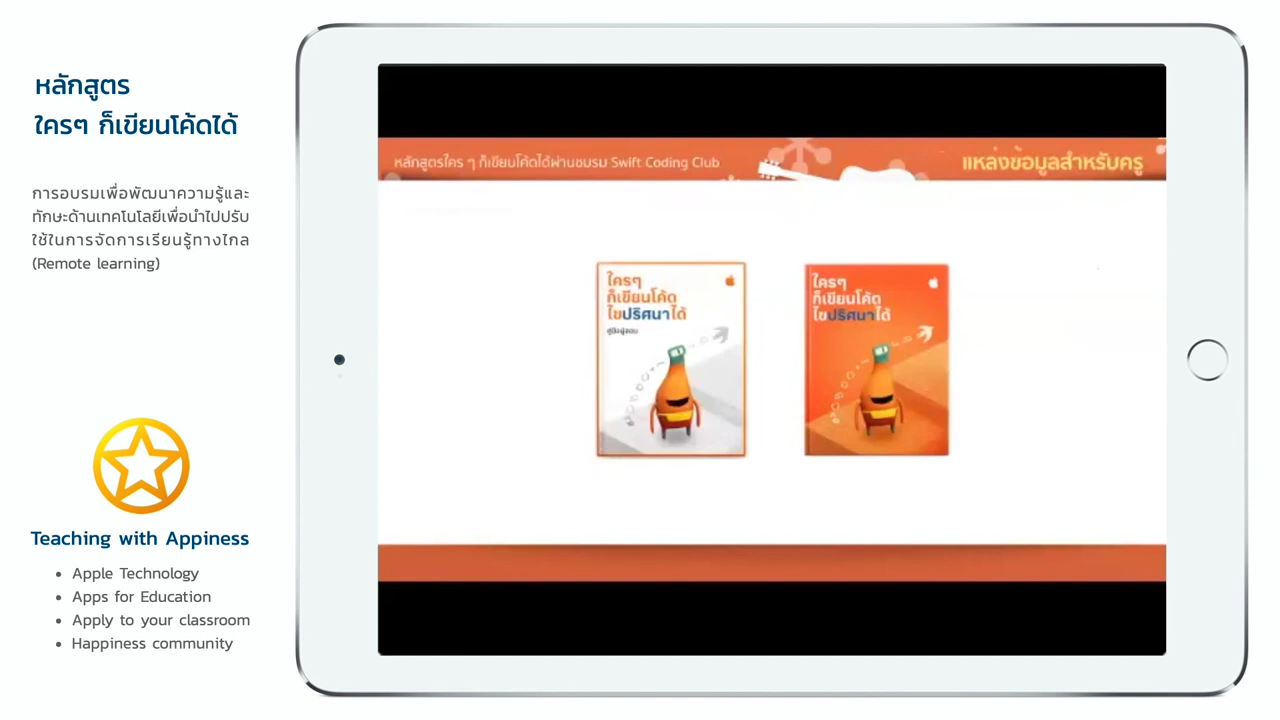 หลักสูตร
ใครๆ ก็เขียนโค้ดได้
การอบรมเพื่อพัฒนาความรู้และ
ทักษะด้านเทคโนโลยีเพื่อนำไปปรับ
ใช้ในการจัดการเรียนรู้ทางไกล
(Remote learning)
Teaching with Appiness
Apple Technology
Apps for Education
Apply to your classroom
Happiness community
หลักสูตรใคร ๆ ก็เขียนโค้ดได้ผ่านชมรม Swift Coding Club
แหล่งข้อมูลสำหรับครู
ใครๆ
ก็เขียนโค้ด
ไขปริศนาได้
คู่มือผู้สอน
ใครๆ
ก็เขียนโค้ด
ไขปริศนาได้